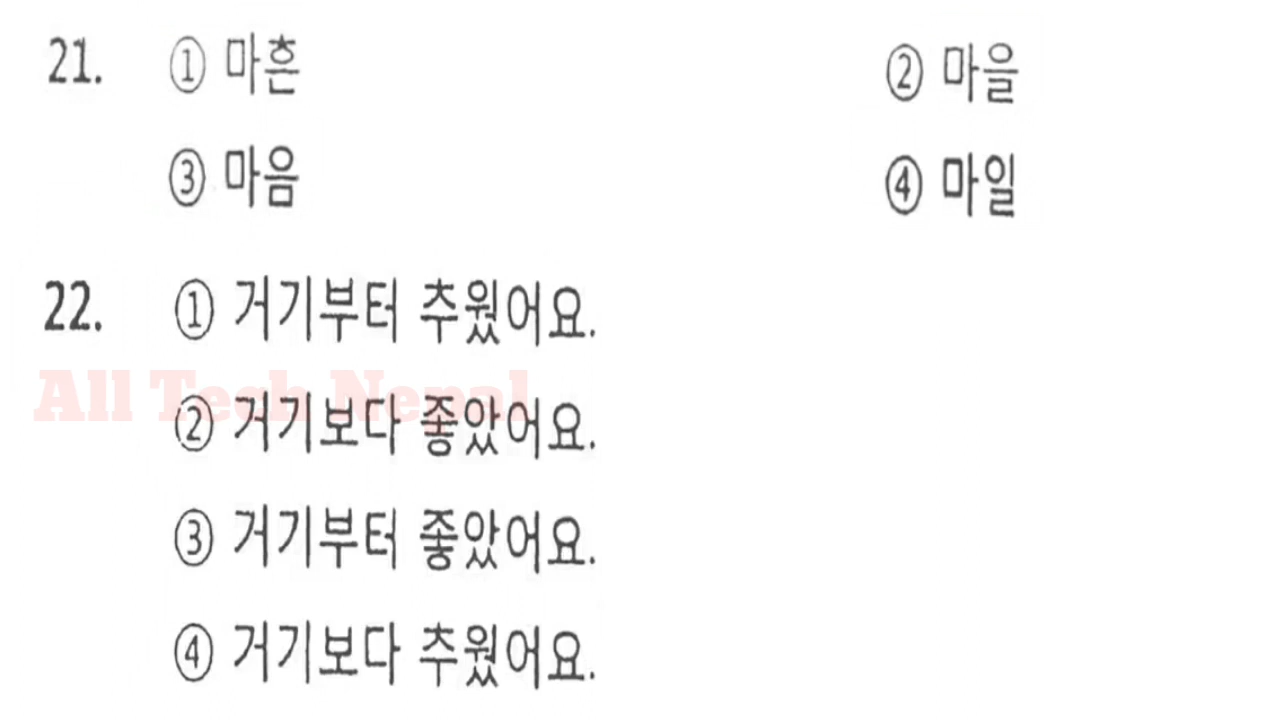 21. ① 마흔 ② 마을
③ 마음 ④ 마일
22. ① 거기부터 추웠어요.
All Tech Nepal
② 거기보다 좋았어요.
③ 거기부터 좋았어요.
④ 거기보다 추웠어요.